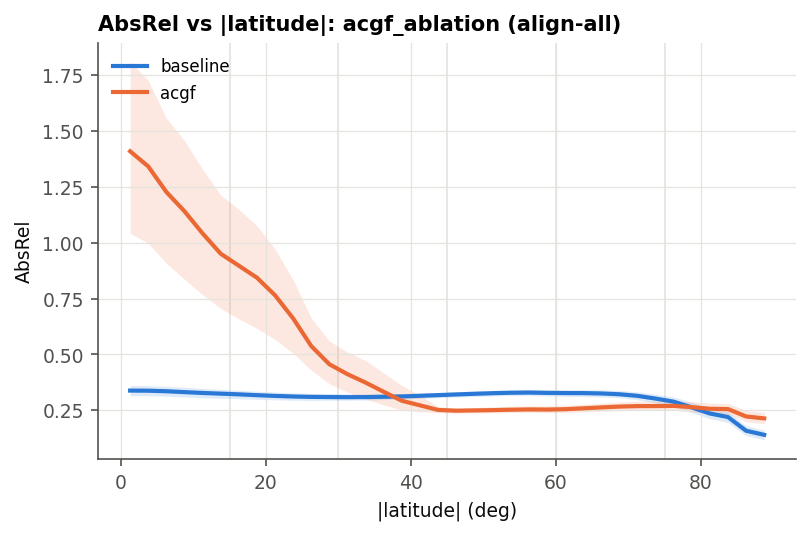 AbsRel vs |latitude|: acgf_ablation (align-all)
baseline
acgf
1.75
1.50
1.25
1.00
0.75
0.50
0.25
AbsRel
0 20 40 60 80
|latitude| (deg)